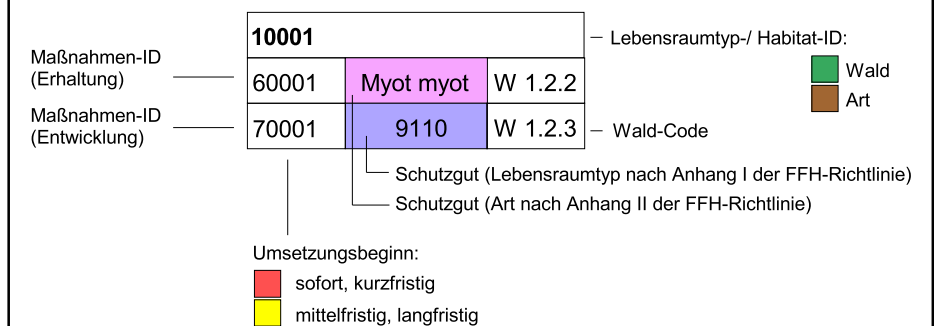 10001
Lebensraumtyp-/ Habitat-ID:
Maßnahmen-ID
(Erhaltung)
60001 Myot myot W 1.2.2
Wald
Art
Maßnahmen-ID
(Entwicklung)
70001 9110 W 1.2.3
Wald-Code
Schutzgut (Lebensraumtyp nach Anhang I der FFH-Richtlinie)
Schutzgut (Art nach Anhang II der FFH-Richtlinie)
Umsetzungsbeginn:
sofort, kurzfristig
mittelfristig, langfristig